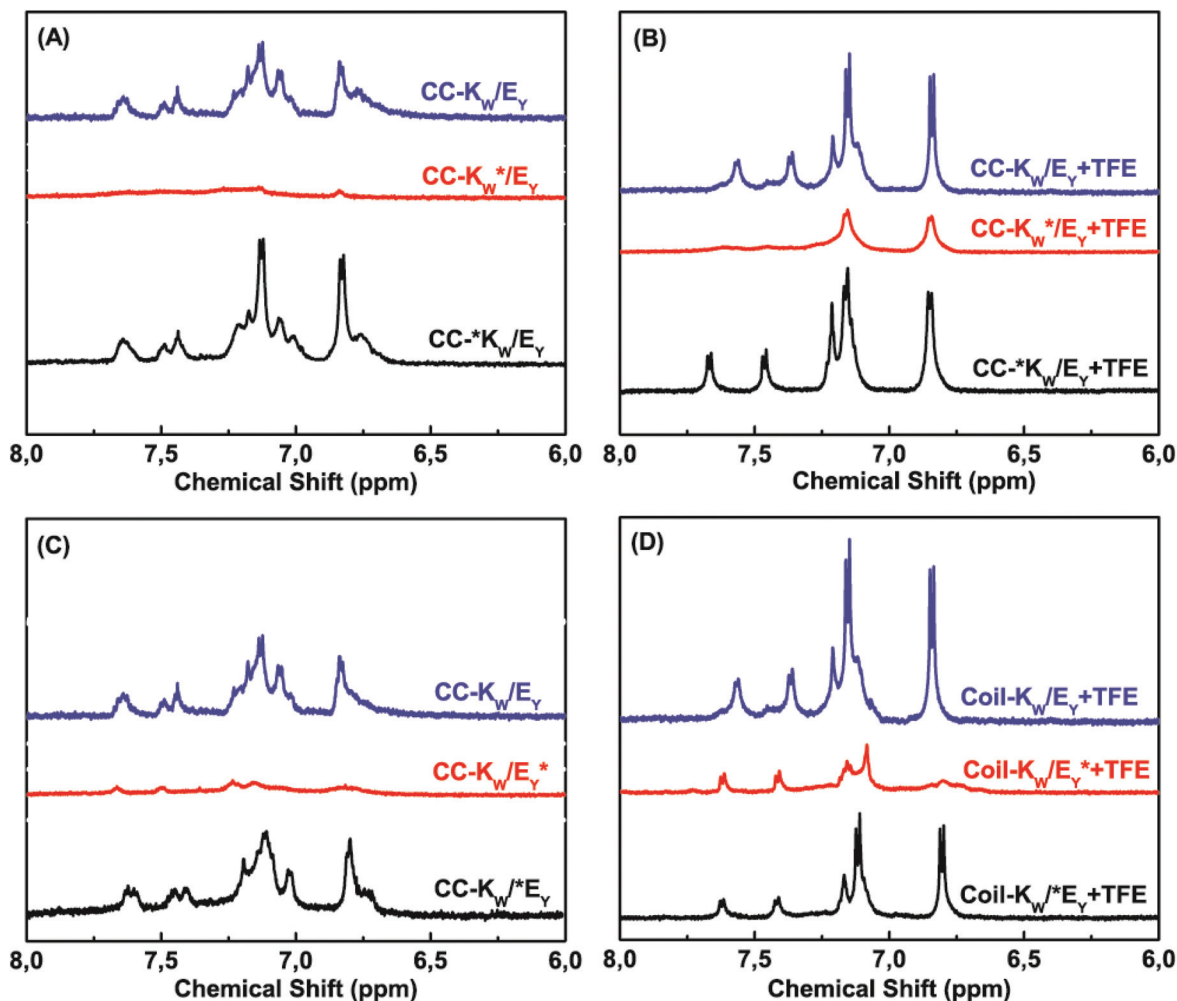 (A)
CC-K_W/E_Y
CC-K_W*/E_Y
CC-*K_W/E_Y
8,0 7,5 7,0 6,5 6,0
Chemical Shift (ppm)
(B)
CC-K_W/E_Y+TFE
CC-K_W*/E_Y+TFE
CC-*K_W/E_Y+TFE
8,0 7,5 7,0 6,5 6,0
Chemical Shift (ppm)
(C)
CC-K_W/E_Y
CC-K_W/E_Y*
CC-K_W/*E_Y
8,0 7,5 7,0 6,5 6,0
Chemical Shift (ppm)
(D)
Coil-K_W/E_Y+TFE
Coil-K_W/E_Y*+TFE
Coil-K_W/*E_Y+TFE
8,0 7,5 7,0 6,5 6,0
Chemical Shift (ppm)